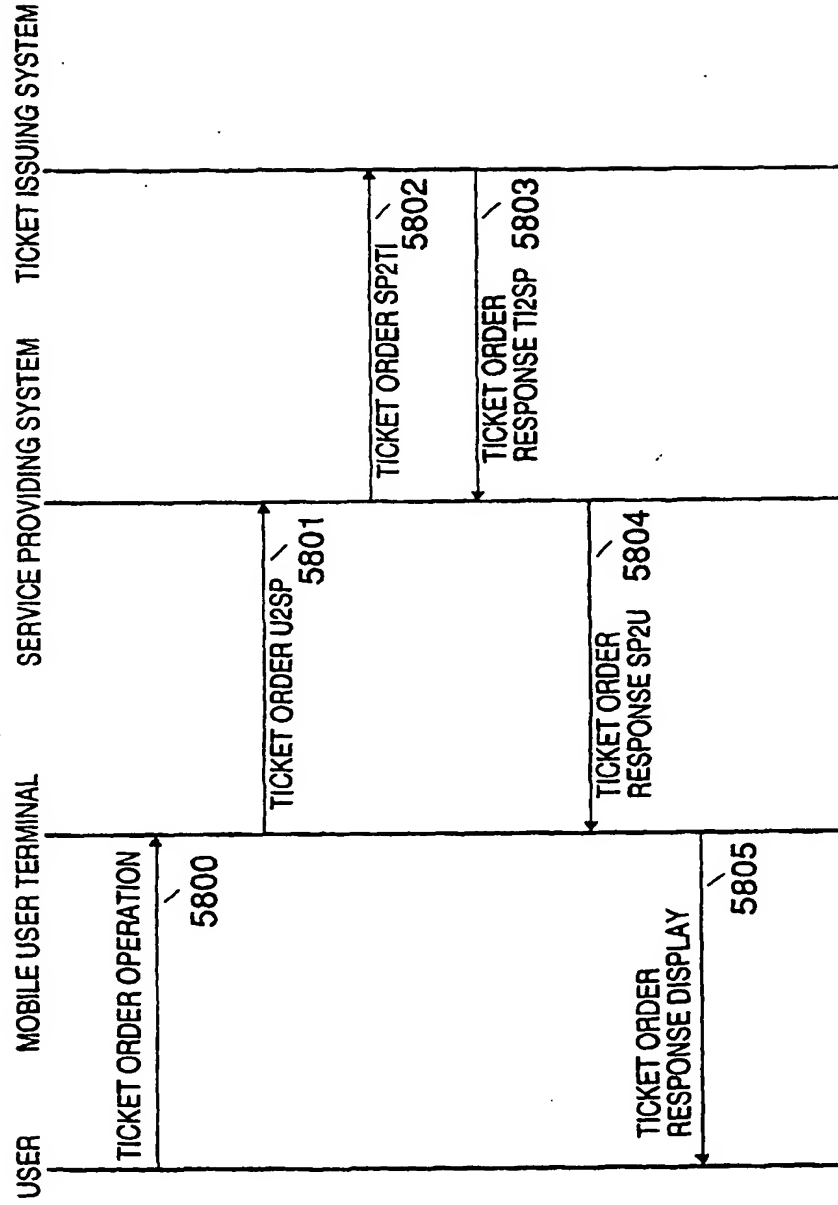 USER
MOBILE USER TERMINAL
SERVICE PROVIDING SYSTEM
TICKET ISSUING SYSTEM
TICKET ORDER OPERATION
5800
TICKET ORDER U2SP
5801
TICKET ORDER SP2TI
5802
TICKET ORDER
RESPONSE TI2SP 5803
TICKET ORDER
RESPONSE SP2U 5804
TICKET ORDER
RESPONSE DISPLAY
5805